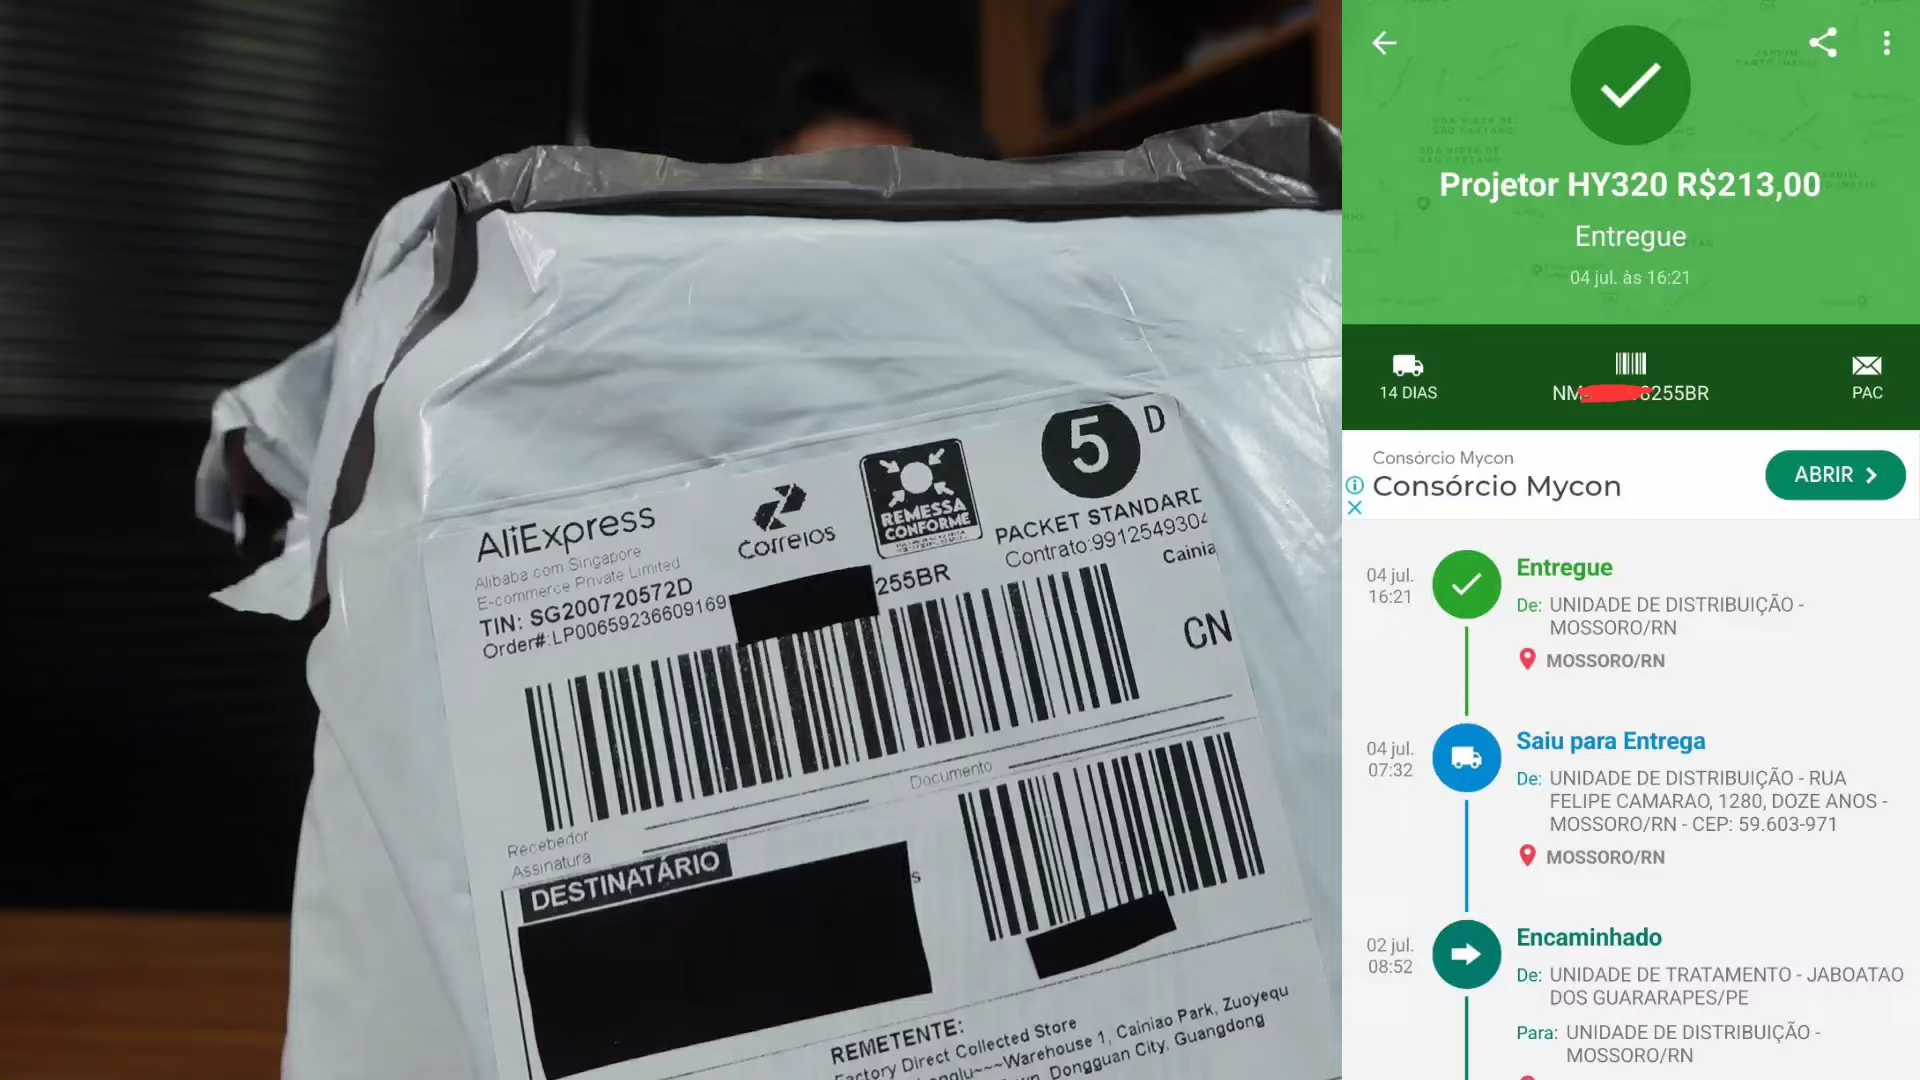 AliExpress
Alibaba com Singapore
E-commerce Private Limited
TIN: SG200720572D
Order#:LP00659236609169
Correios
REMESSA
CONFORME
5
D
PACKET STANDARD
Contrato:9912549304
Cainia
255BR
CN
Documento
Recebedor
Assinatura
DESTINATÁRIO
s
REMETENTE:
Factory Direct Collected Store
Warehouse 1, Cainiao Park, Zuoyequ
Dongguan City, Guangdong
Projetor HY320 R$213,00
Entregue
04 jul. às 16:21
14 DIAS
NM 8255BR
PAC
Consórcio Mycon
Consórcio Mycon
ABRIR
04 jul.
16:21
Entregue
De: UNIDADE DE DISTRIBUIÇÃO -
MOSSORO/RN
MOSSORO/RN
04 jul.
07:32
Saiu para Entrega
De: UNIDADE DE DISTRIBUIÇÃO - RUA
FELIPE CAMARAO, 1280, DOZE ANOS -
MOSSORO/RN - CEP: 59.603-971
MOSSORO/RN
02 jul.
08:52
Encaminhado
De: UNIDADE DE TRATAMENTO - JABOATAO
DOS GUARARAPES/PE
Para: UNIDADE DE DISTRIBUIÇÃO -
MOSSORO/RN